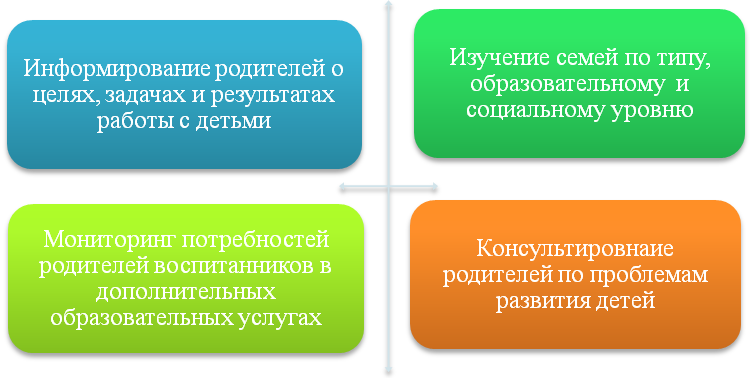 Информирование родителей о
целях, задачах и результатах
работы с детьми
Изучение семей по типу,
образовательному и
социальному уровню
Мониторинг потребностей
родителей воспитанников в
дополнительных
образовательных услугах
Консультировнаие
родителей по проблемам
развития детей